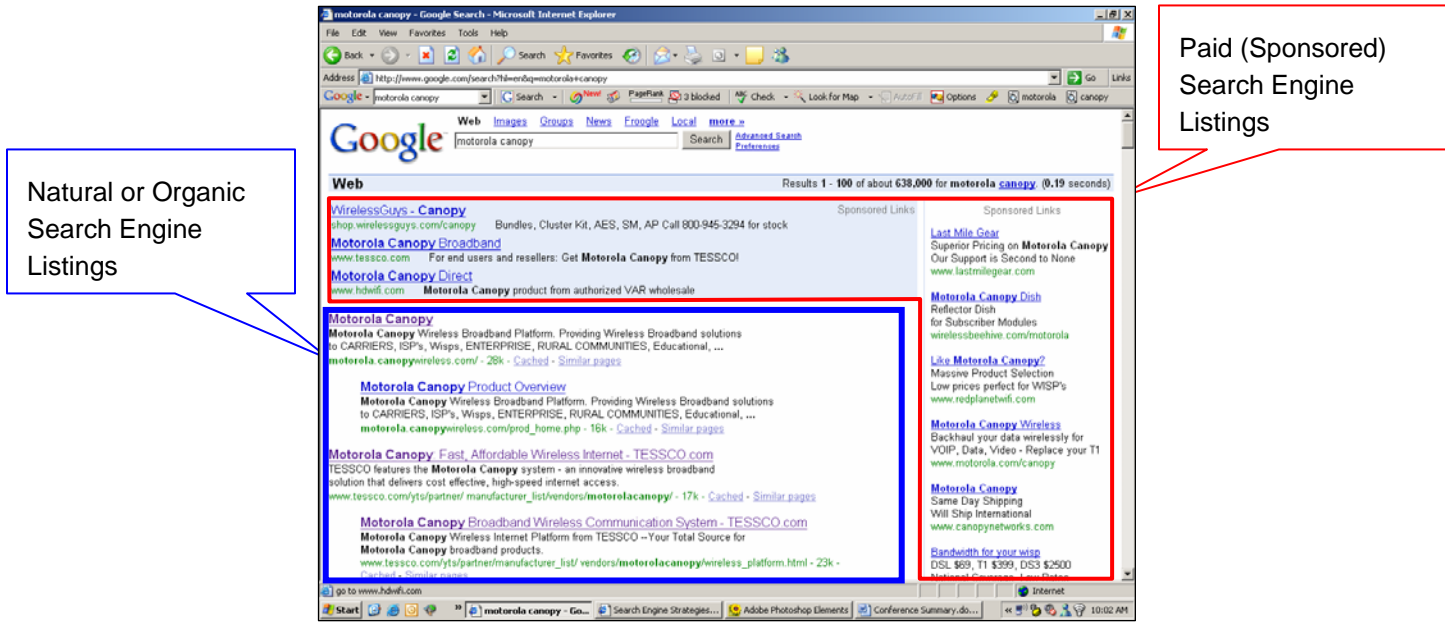 motorola canopy - Google Search - Microsoft Internet Explorer
File Edit View Favorites Tools Help
Back Search Favorites
Address http://www.google.com/search?hl=en&q=motorola+canopy Go Links
Google - motorola canopy Search New! PageRank 3 blocked ABC Check Look for Map AutoFill Options motorola canopy
Web Images Groups News Froogle Local more »
Google motorola canopy Search Advanced Search
Preferences
Web Results 1 - 100 of about 638,000 for motorola canopy. (0.19 seconds)
Natural or Organic
Search Engine
Listings
Paid (Sponsored)
Search Engine
Listings
WirelessGuys - Canopy Sponsored Links
shop.wirelessguys.com/canopy Bundles, Cluster Kit, AES, SM, AP Call 800-945-3294 for stock
Motorola Canopy Broadband
www.tessco.com For end users and resellers: Get Motorola Canopy from TESSCO!
Motorola Canopy Direct
www.hdwifi.com Motorola Canopy product from authorized VAR wholesale
Motorola Canopy
Motorola Canopy Wireless Broadband Platform. Providing Wireless Broadband solutions
to CARRIERS, ISP's, Wisps, ENTERPRISE, RURAL COMMUNITIES, Educational, ...
motorola.canopywireless.com/ - 28k - Cached - Similar pages
Motorola Canopy Product Overview
Motorola Canopy Wireless Broadband Platform. Providing Wireless Broadband solutions
to CARRIERS, ISP's, Wisps, ENTERPRISE, RURAL COMMUNITIES, Educational, ...
motorola.canopywireless.com/prod_home.php - 16k - Cached - Similar pages
Motorola Canopy: Fast, Affordable Wireless Internet - TESSCO.com
TESSCO features the Motorola Canopy system - an innovative wireless broadband
solution that delivers cost effective, high-speed internet access.
www.tessco.com/yts/partner/ manufacturer_list/vendors/motorolacanopy/ - 17k - Cached - Similar pages
Motorola Canopy Broadband Wireless Communication System - TESSCO.com
Motorola Canopy Wireless Internet Platform from TESSCO --Your Total Source for
Motorola Canopy broadband products.
www.tessco.com/yts/partner/manufacturer_list/ vendors/motorolacanopy/wireless_platform.html - 23k -
Cached - Similar pages
Sponsored Links
Last Mile Gear
Superior Pricing on Motorola Canopy
Our Support is Second to None
www.lastmilegear.com
Motorola Canopy Dish
Reflector Dish
for Subscriber Modules
wirelessbeehive.com/motorola
Like Motorola Canopy?
Massive Product Selection
Low prices perfect for WISP's
www.redplanetwifi.com
Motorola Canopy Wireless
Backhaul your data wirelessly for
VOIP, Data, Video - Replace your T1
www.motorola.com/canopy
Motorola Canopy
Same Day Shipping
Will Ship International
www.canopynetworks.com
Bandwidth for your wisp
DSL $69, T1 $399, DS3 $2500
National Coverage, Low Rates
go to www.hdwifi.com Internet
Start motorola canopy - Go... Search Engine Strategies... Adobe Photoshop Elements Conference Summary.do... 10:02 AM